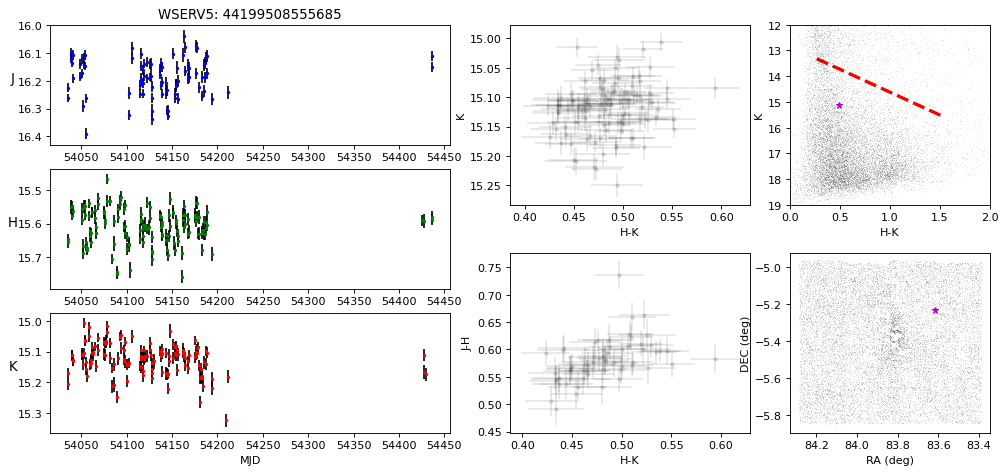 WSERV5: 44199508555685
16.0
16.1
16.2
16.3
16.4
J
54050 54100 54150 54200 54250 54300 54350 54400 54450
15.5
15.6
15.7
H
54050 54100 54150 54200 54250 54300 54350 54400 54450
15.0
15.1
15.2
15.3
K
54050 54100 54150 54200 54250 54300 54350 54400 54450
MJD
15.00
15.05
15.10
15.15
15.20
15.25
K
0.40 0.45 0.50 0.55 0.60
H-K
0.75
0.70
0.65
0.60
0.55
0.50
0.45
J-H
0.40 0.45 0.50 0.55 0.60
H-K
12
13
14
15
16
17
18
19
K
0.0 0.5 1.0 1.5 2.0
H-K
−5.0
−5.2
−5.4
−5.6
−5.8
DEC (deg)
84.2 84.0 83.8 83.6 83.4
RA (deg)